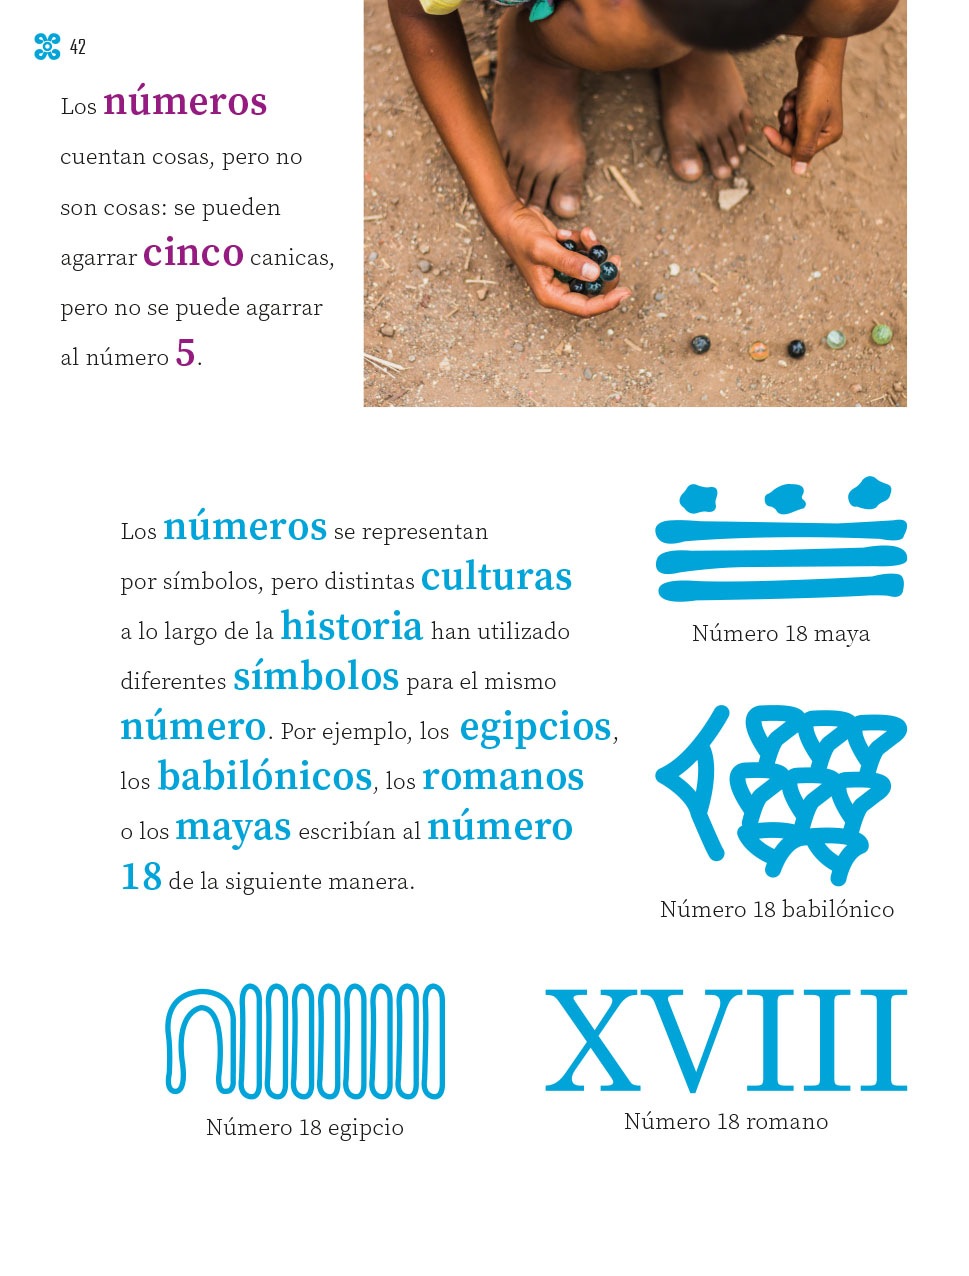 42
Los números
cuentan cosas, pero no
son cosas: se pueden
agarrar cinco canicas,
pero no se puede agarrar
al número 5.
Los números se representan
por símbolos, pero distintas culturas
a lo largo de la historia han utilizado
diferentes símbolos para el mismo
número. Por ejemplo, los egipcios,
los babilónicos, los romanos
o los mayas escribían al número
18 de la siguiente manera.
Número 18 maya
Número 18 babilónico
Número 18 egipcio
XVIII
Número 18 romano